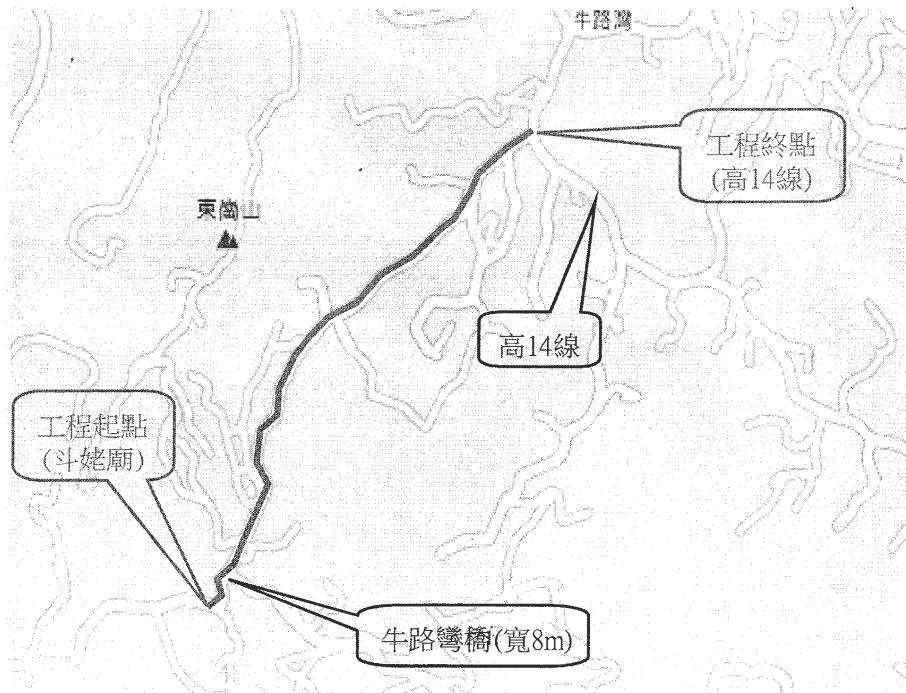 牛路灣
工程終點
(高14線)
東崗山
高14線
工程起點
(斗姥廟)
牛路彎橋(寬8m)